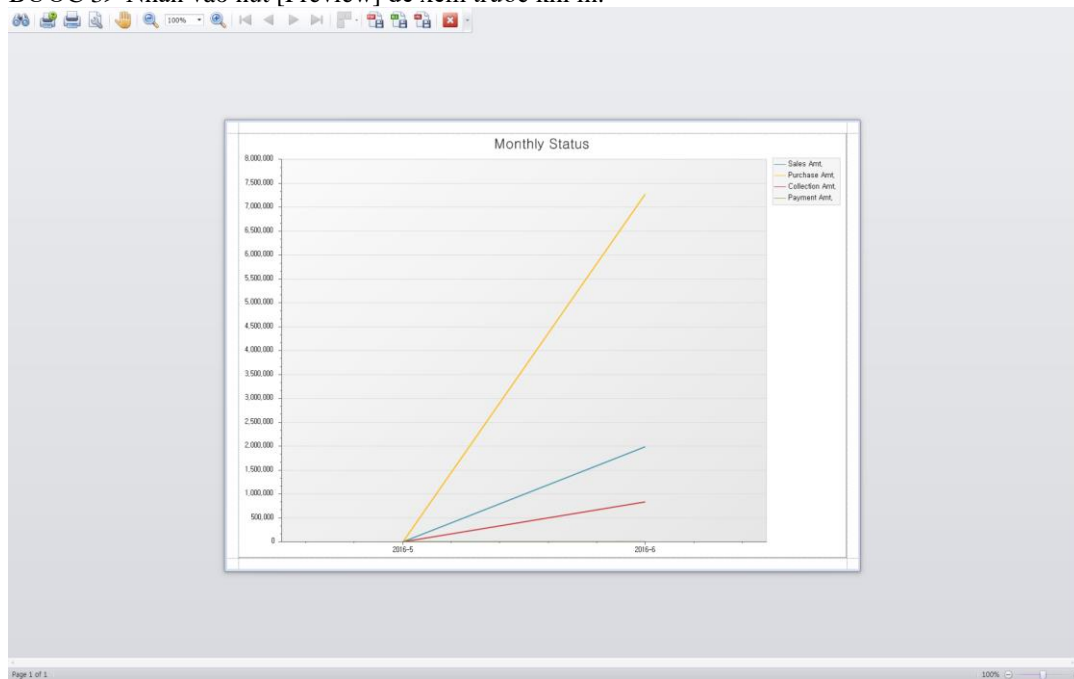 [Preview] in.
100%
Monthly Status
8,000,000
7,500,000
7,000,000
6,500,000
6,000,000
5,500,000
5,000,000
4,500,000
4,000,000
3,500,000
3,000,000
2,500,000
2,000,000
1,500,000
1,000,000
500,000
0
2016-5 2016-6
Sales Amt,
Purchase Amt,
Collection Amt,
Payment Amt,
Page 1 of 1 100%